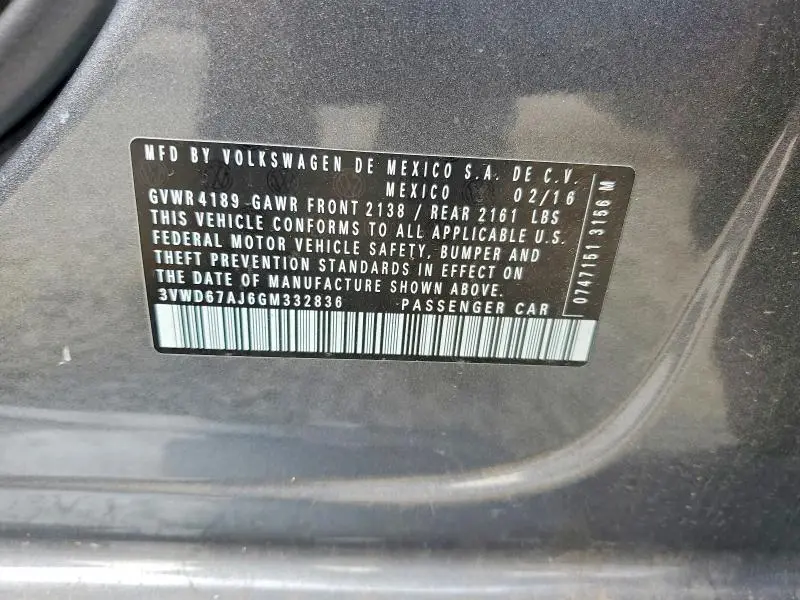 MFD BY VOLKSWAGEN DE MEXICO S.A. DE C.V.
MEXICO 02/16
GVWR 4189 GAWR FRONT 2138 / REAR 2161 LBS
THIS VEHICLE CONFORMS TO ALL APPLICABLE U.S.
FEDERAL MOTOR VEHICLE SAFETY, BUMPER AND
THEFT PREVENTION STANDARDS IN EFFECT ON
THE DATE OF MANUFACTURE SHOWN ABOVE.
3VWD67AJ6GM332836 PASSENGER CAR
0747151 3156 M